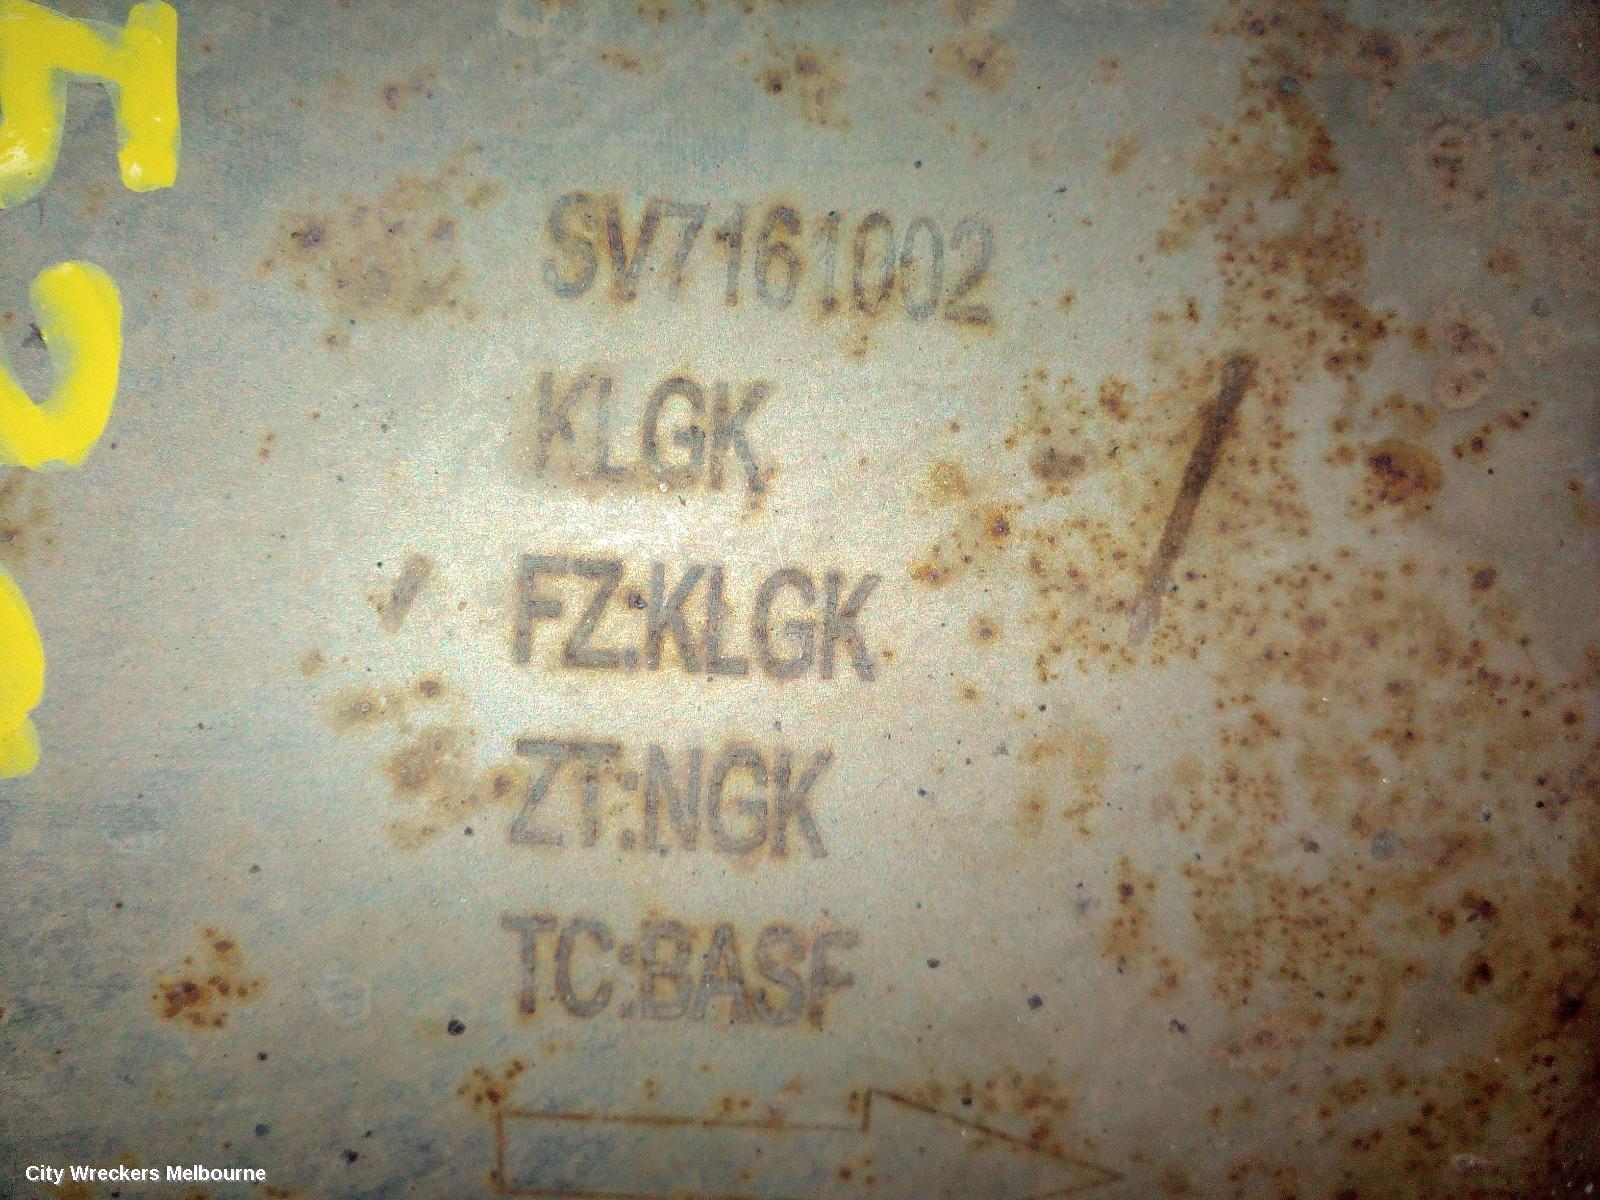 SV7161002
KLGK
FZ:KLGK
ZT:NGK
TC:BASF
City Wreckers Melbourne